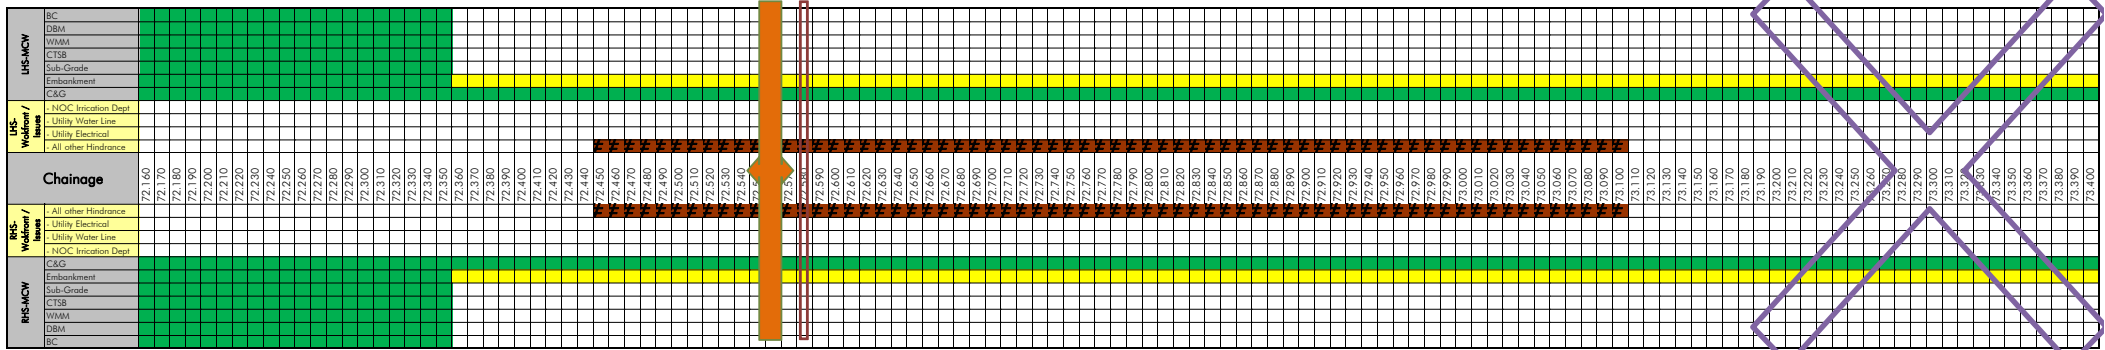 LHS-MCW
BC
DBM
WMM
CTSB
Sub-Grade
Embankment
C&G
LHS-
Wokfront /
Issues
- NOC Irrication Dept
- Utility Water Line
- Utility Electrical
- All other Hindrance
Chainage
72.160 72.170 72.180 72.190 72.200 72.210 72.220 72.230 72.240 72.250 72.260 72.270 72.280 72.290 72.300 72.310 72.320 72.330 72.340 72.350 72.360 72.370 72.380 72.390 72.400 72.410 72.420 72.430 72.440 72.450 72.460 72.470 72.480 72.490 72.500 72.510 72.520 72.530 72.540 72.580 72.590 72.600 72.610 72.620 72.630 72.640 72.650 72.660 72.670 72.680 72.690 72.700 72.710 72.720 72.730 72.740 72.750 72.760 72.770 72.780 72.790 72.800 72.810 72.820 72.830 72.840 72.850 72.860 72.870 72.880 72.890 72.900 72.910 72.920 72.930 72.940 72.950 72.960 72.970 72.980 72.990 73.000 73.010 73.020 73.030 73.040 73.050 73.060 73.070 73.080 73.090 73.100 73.110 73.120 73.130 73.140 73.150 73.160 73.170 73.180 73.190 73.200 73.210 73.220 73.230 73.240 73.250 73.260 73.280 73.290 73.300 73.310 73.340 73.350 73.360 73.370 73.380 73.390 73.400
RHS-
Wokfront /
Issues
- All other Hindrance
- Utility Electrical
- Utility Water Line
- NOC Irrication Dept
RHS-MCW
C&G
Embankment
Sub-Grade
CTSB
WMM
DBM
BC